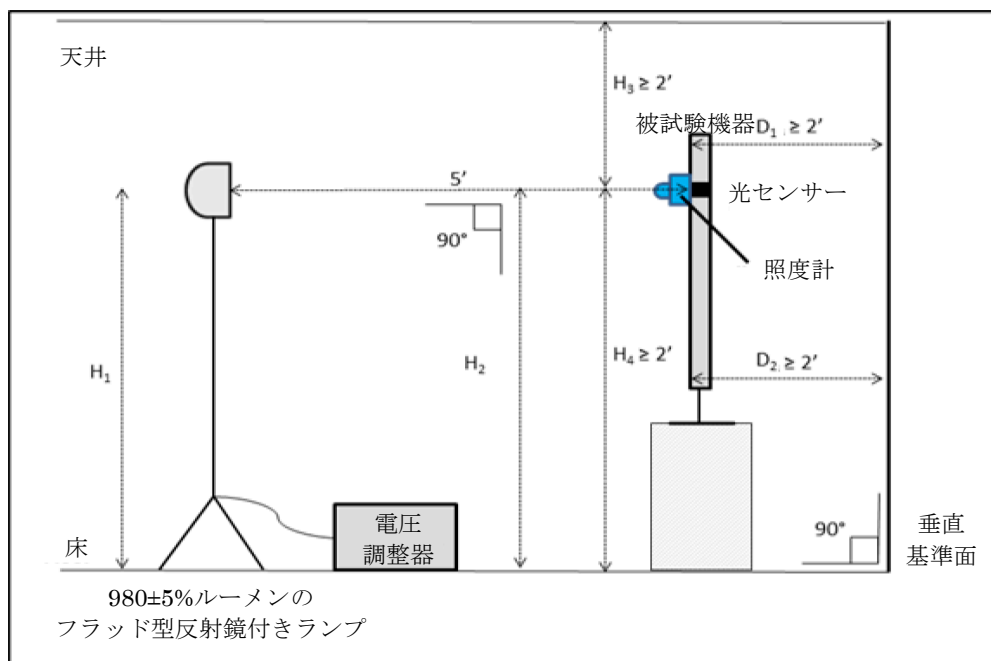 天井
H₃ ≥ 2'
被試験機器
D₁ ≥ 2'
5'
光センサー
90°
照度計
H₁
H₂
H₄ ≥ 2'
D₂ ≥ 2'
電圧
調整器
90°
垂直
基準面
床
980±5%ルーメンの
フラッド型反射鏡付きランプ